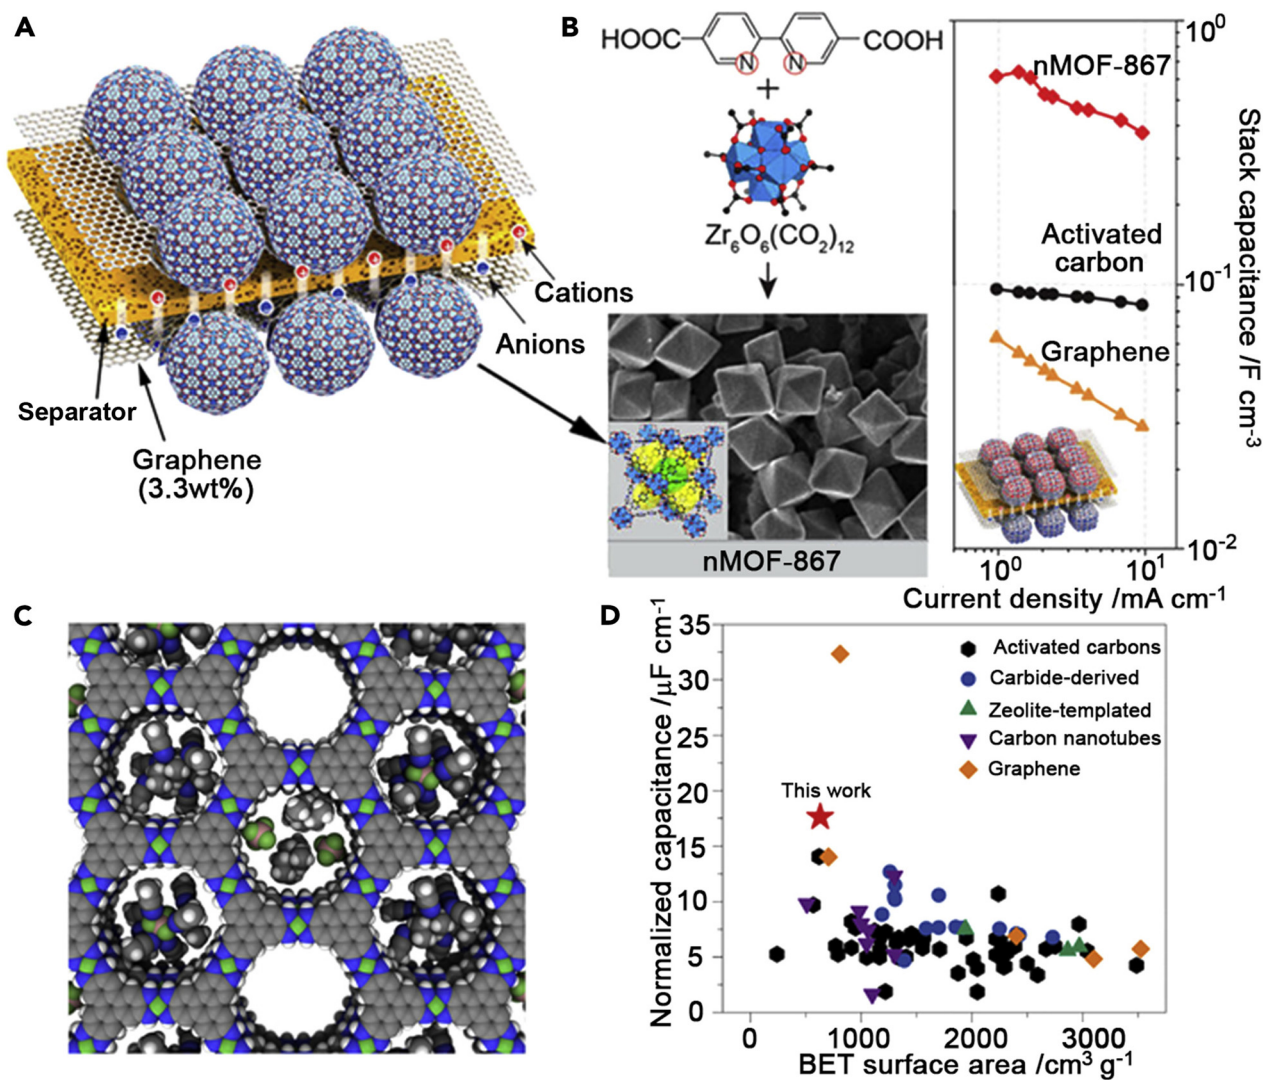 A
Cations
Anions
Separator
Graphene
(3.3wt%)
B
HOOC
COOH
N
N
+
Zr6O6(CO2)12
nMOF-867
nMOF-867
Activated
carbon
Graphene
10^0
10^-1
10^-2
Stack capacitance /F cm^-3
10^0
10^1
Current density /mA cm^-1
C
D
35
30
25
20
15
10
5
0
Normalized capacitance /μF cm^-1
Activated carbons
Carbide-derived
Zeolite-templated
Carbon nanotubes
Graphene
This work
0
1000
2000
3000
BET surface area /cm^3 g^-1